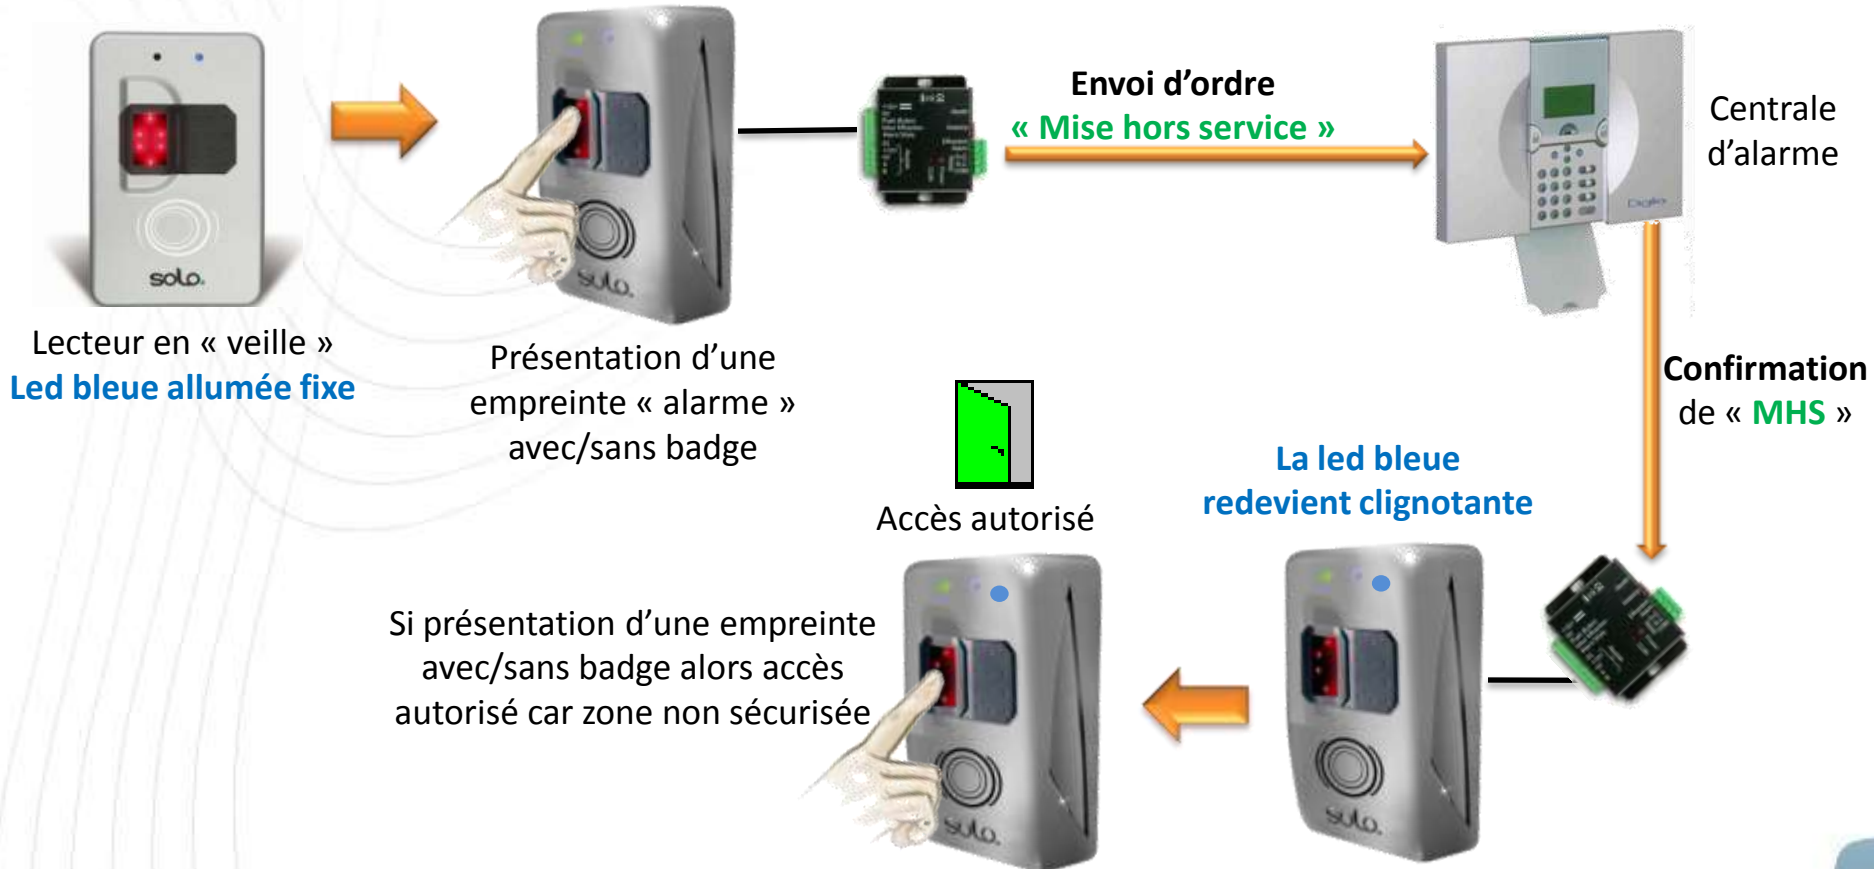 solo.
Lecteur en « veille »
Led bleue allumée fixe
solo.
Présentation d'une
empreinte « alarme »
avec/sans badge
Envoi d'ordre
« Mise hors service »
Centrale
d'alarme
Confirmation
de « MHS »
La led bleue
redevient clignotante
solo.
Accès autorisé
Si présentation d'une empreinte
avec/sans badge alors accès
autorisé car zone non sécurisée
solo.